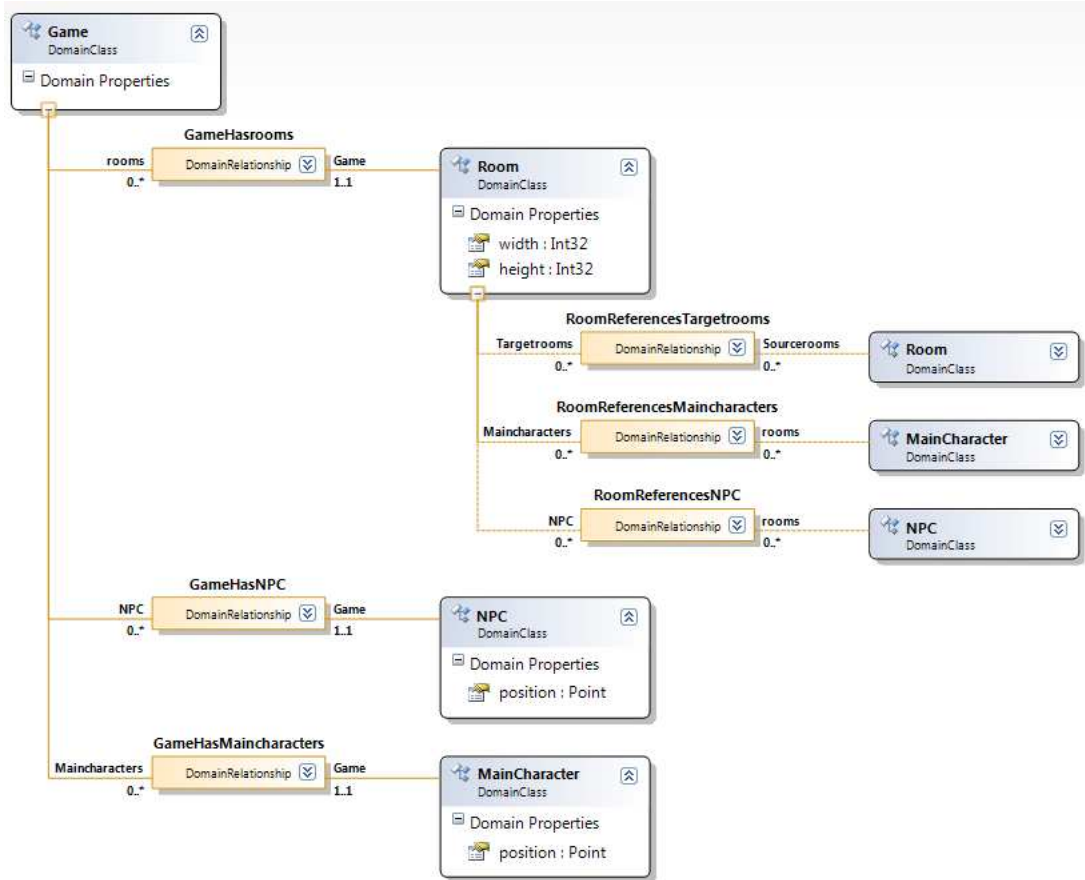 Game
DomainClass
Domain Properties
GameHasrooms
rooms DomainRelationship Game
0..* 1..1
Room
DomainClass
Domain Properties
width : Int32
height : Int32
RoomReferencesTargetrooms
Targetrooms DomainRelationship Sourcerooms
0..* 0..*
Room
DomainClass
RoomReferencesMaincharacters
Maincharacters DomainRelationship rooms
0..* 0..*
MainCharacter
DomainClass
RoomReferencesNPC
NPC DomainRelationship rooms
0..* 0..*
NPC
DomainClass
GameHasNPC
NPC DomainRelationship Game
0..* 1..1
NPC
DomainClass
Domain Properties
position : Point
GameHasMaincharacters
Maincharacters DomainRelationship Game
0..* 1..1
MainCharacter
DomainClass
Domain Properties
position : Point